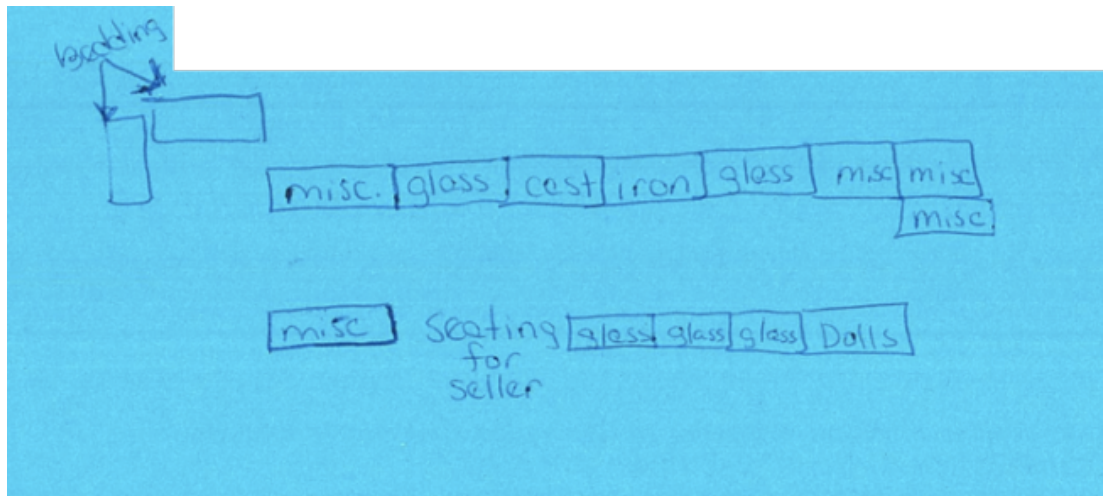 bedding
misc. glass cast iron glass misc misc
misc.
misc seating glass glass glass Dolls
for
seller